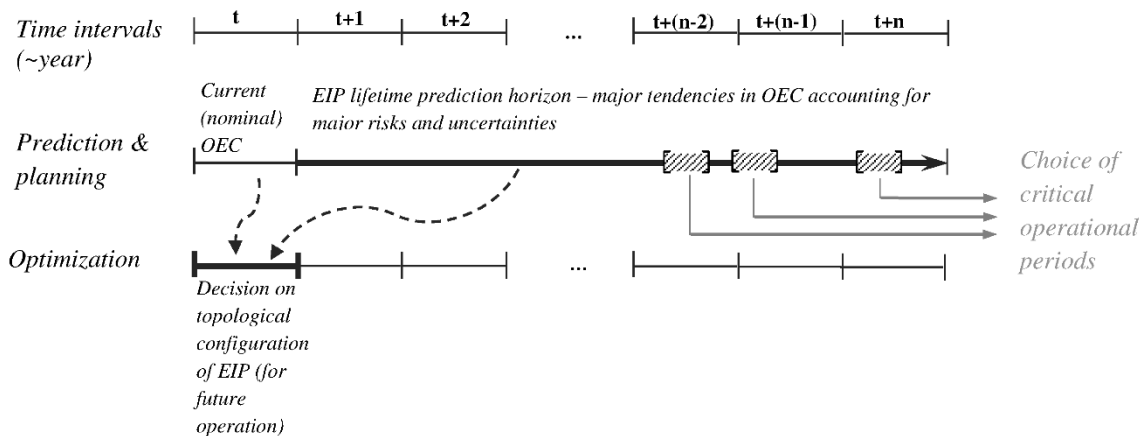 Time intervals
(~year)
t
t+1
t+2
...
t+(n-2)
t+(n-1)
t+n
Prediction &
planning
Current
(nominal)
OEC
EIP lifetime prediction horizon – major tendencies in OEC accounting for
major risks and uncertainties
Choice of
critical
operational
periods
Optimization
...
Decision on
topological
configuration
of EIP (for
future
operation)